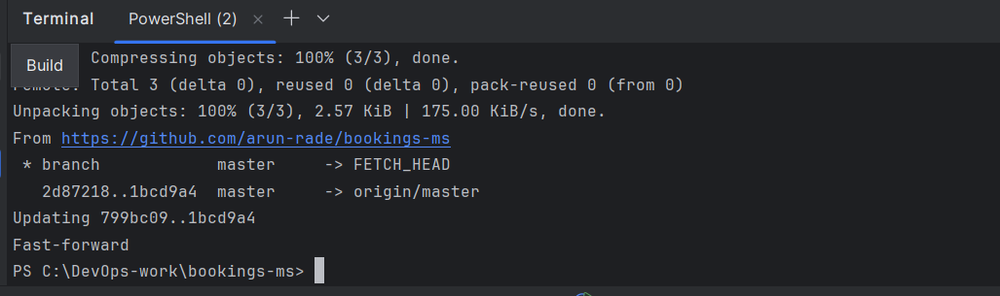 Terminal PowerShell (2) × + ⌄
Compressing objects: 100% (3/3), done.
Build
Total 3 (delta 0), reused 0 (delta 0), pack-reused 0 (from 0)
Unpacking objects: 100% (3/3), 2.57 KiB | 175.00 KiB/s, done.
From https://github.com/arun-rade/bookings-ms
* branch master -> FETCH_HEAD
2d87218..1bcd9a4 master -> origin/master
Updating 799bc09..1bcd9a4
Fast-forward
PS C:\DevOps-work\bookings-ms>